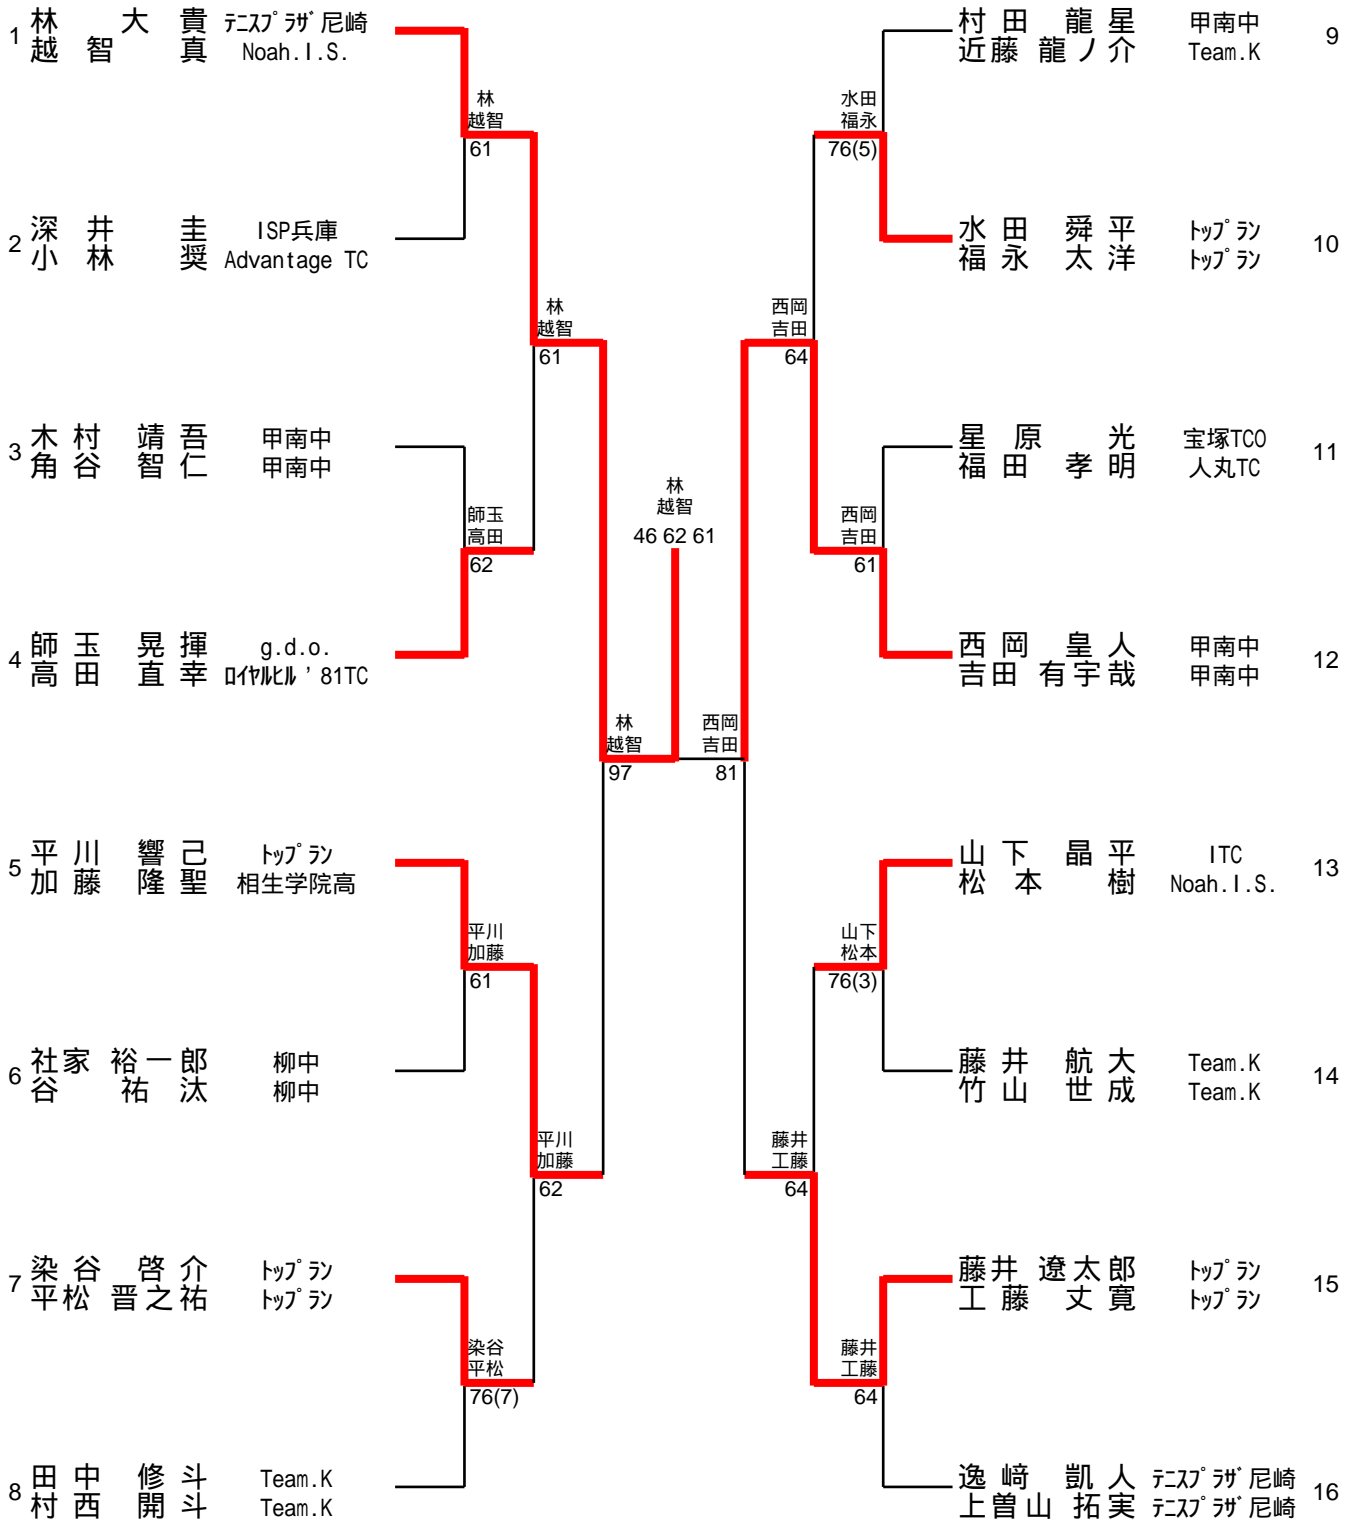 1 林 大 貴 テニスプラザ尼崎
越 智 真 Noah.I.S.
林
越智
61
2 深 井 圭 ISP兵庫
小 林 奨 Advantage TC
林
越智
61
3 木 村 靖 吾 甲南中
角 谷 智 仁 甲南中
師玉
高田
62
4 師 玉 晃 揮 g.d.o.
高 田 直 幸 ロイヤルヒル'81TC
林
越智
97
5 平 川 響 己 トップラン
加 藤 隆 聖 相生学院高
平川
加藤
61
6 社家 裕一郎 柳中
谷 祐 汰 柳中
平川
加藤
62
7 染 谷 啓 介 トップラン
平松 晋之祐 トップラン
染谷
平松
76(7)
8 田 中 修 斗 Team.K
村 西 開 斗 Team.K
林
越智
46 62 61
村 田 龍 星 甲南中 9
近藤 龍ノ介 Team.K
水田
福永
76(5)
水 田 舜 平 トップラン 10
福 永 太 洋 トップラン
西岡
吉田
64
星 原 光 宝塚TCO 11
福 田 孝 明 人丸TC
西岡
吉田
61
西 岡 皇 人 甲南中 12
吉田 有宇哉 甲南中
西岡
吉田
81
山 下 晶 平 ITC 13
松 本 樹 Noah.I.S.
山下
松本
76(3)
藤 井 航 大 Team.K 14
竹 山 世 成 Team.K
藤井
工藤
64
藤井 遼太郎 トップラン 15
工 藤 丈 寛 トップラン
藤井
工藤
64
逸 﨑 凱 人 テニスプラザ尼崎 16
上曽山 拓実 テニスプラザ尼崎